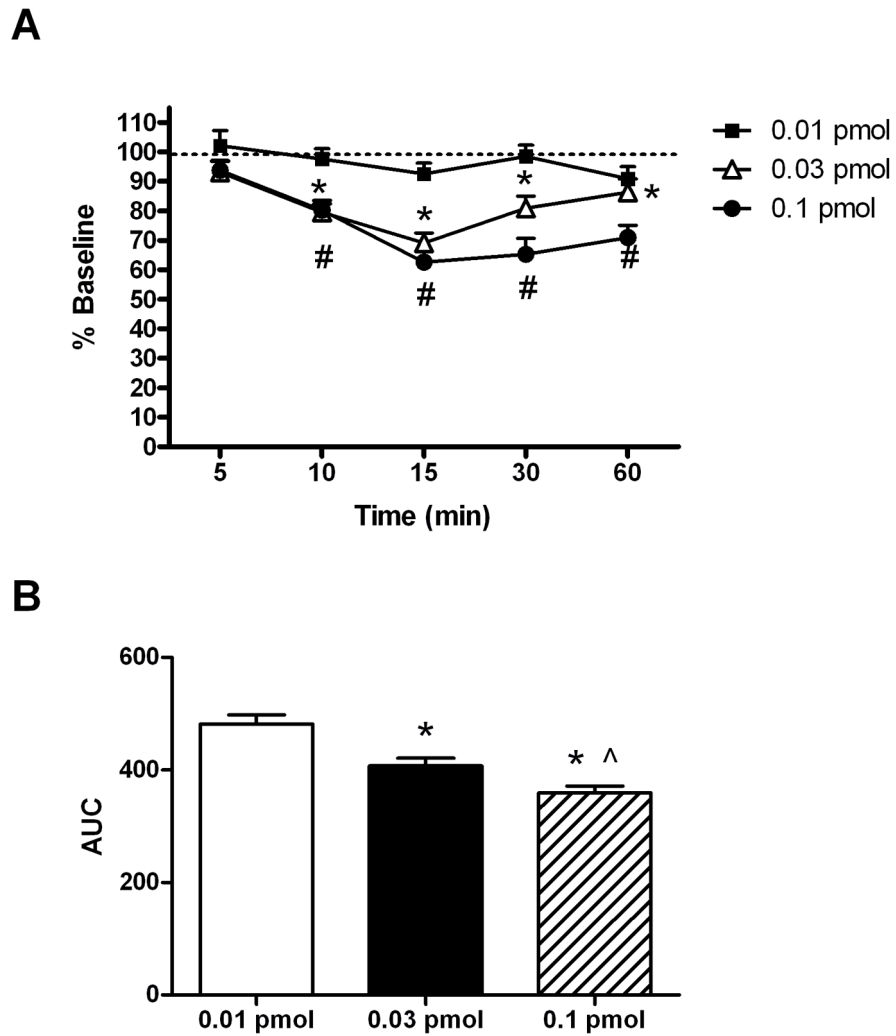 A
110
100
90
80
70
60
50
40
30
20
10
0
% Baseline
* * *
*
# # # #
5 10 15 30 60
Time (min)
0.01 pmol
0.03 pmol
0.1 pmol
B
600
400
200
0
AUC
*
* ^
0.01 pmol 0.03 pmol 0.1 pmol